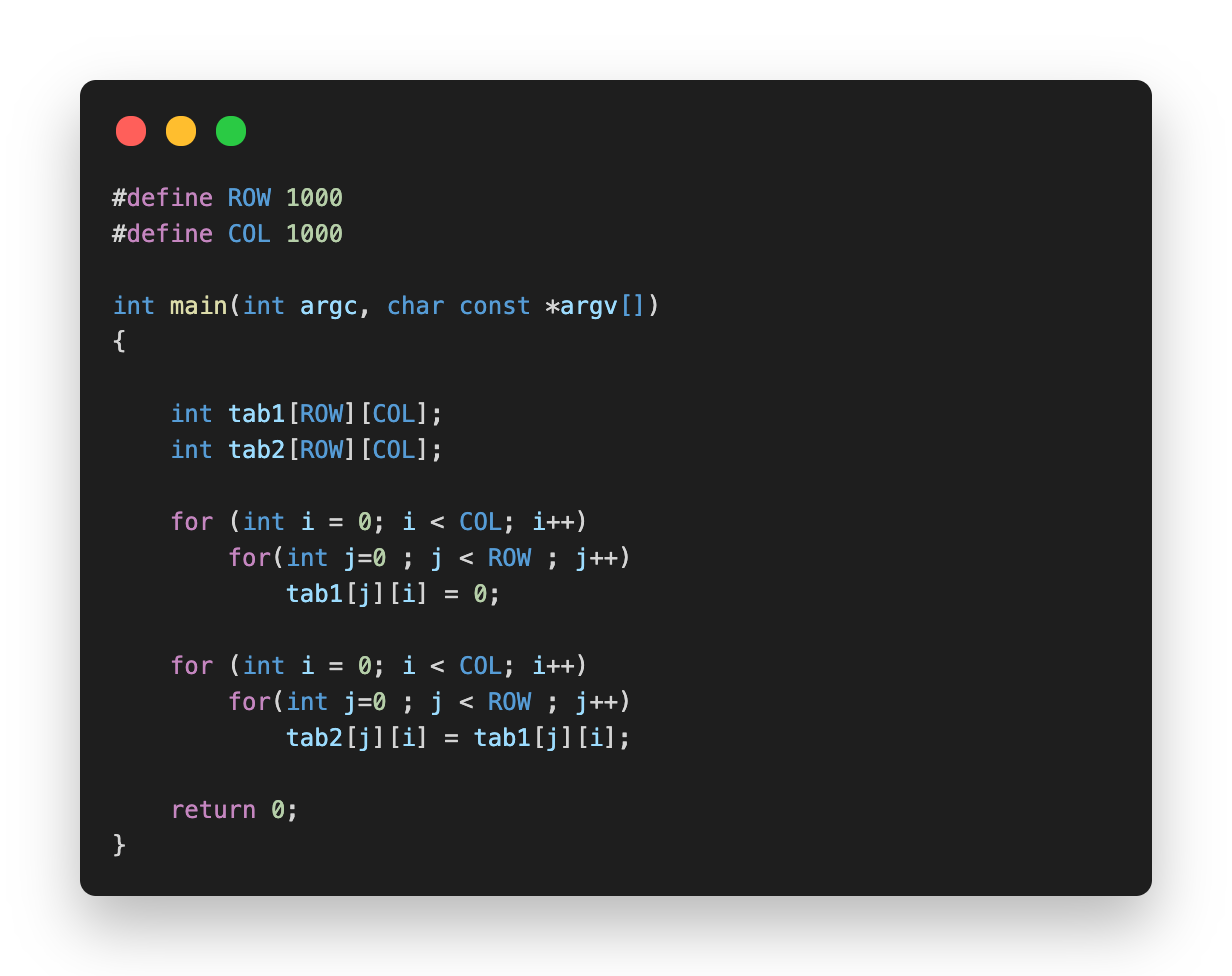 #define ROW 1000
#define COL 1000

int main(int argc, char const *argv[])
{

    int tab1[ROW][COL];
    int tab2[ROW][COL];

    for (int i = 0; i < COL; i++)
        for(int j=0 ; j < ROW ; j++)
            tab1[j][i] = 0;

    for (int i = 0; i < COL; i++)
        for(int j=0 ; j < ROW ; j++)
            tab2[j][i] = tab1[j][i];

    return 0;
}